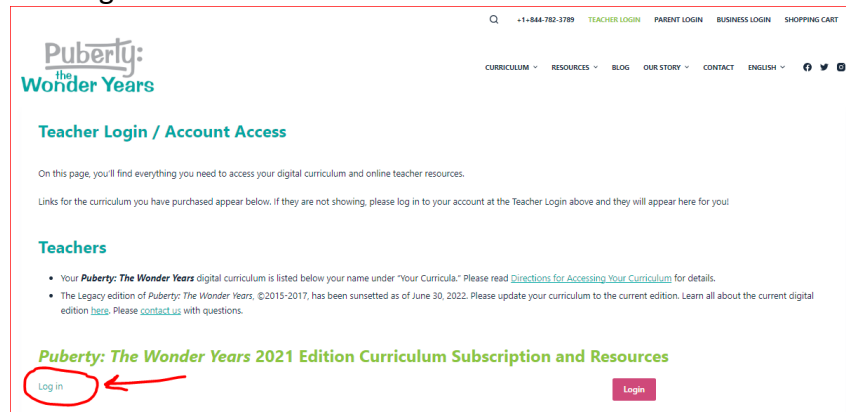 +1+844-782-3789 TEACHER LOGIN PARENT LOGIN BUSINESS LOGIN SHOPPING CART
Puberty:
the
Wonder Years
CURRICULUM RESOURCES BLOG OUR STORY CONTACT ENGLISH
Teacher Login / Account Access
On this page, you'll find everything you need to access your digital curriculum and online teacher resources.
Links for the curriculum you have purchased appear below. If they are not showing, please log in to your account at the Teacher Login above and they will appear here for you!
Teachers
• Your Puberty: The Wonder Years digital curriculum is listed below your name under "Your Curricula." Please read Directions for Accessing Your Curriculum for details.
• The Legacy edition of Puberty: The Wonder Years, ©2015-2017, has been sunsetted as of June 30, 2022. Please update your curriculum to the current edition. Learn all about the current digital
edition here. Please contact us with questions.
Puberty: The Wonder Years 2021 Edition Curriculum Subscription and Resources
Log in
Login